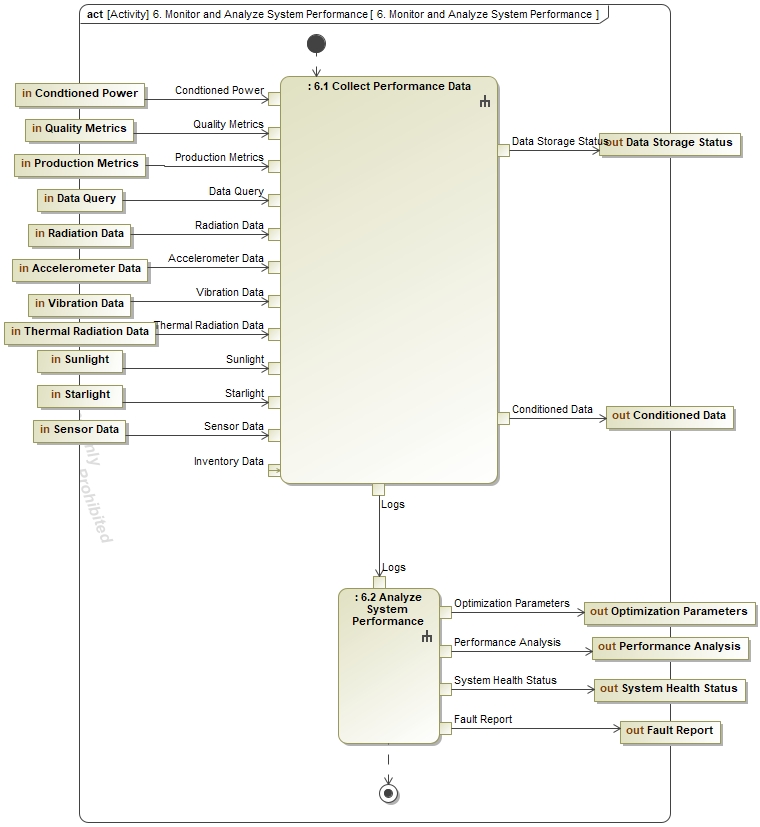 act [Activity] 6. Monitor and Analyze System Performance [ 6. Monitor and Analyze System Performance ]
: 6.1 Collect Performance Data
in Condtioned Power
Condtioned Power
in Quality Metrics
Quality Metrics
in Production Metrics
Production Metrics
in Data Query
Data Query
in Radiation Data
Radiation Data
in Accelerometer Data
Accelerometer Data
in Vibration Data
Vibration Data
in Thermal Radiation Data
Thermal Radiation Data
in Sunlight
Sunlight
in Starlight
Starlight
in Sensor Data
Sensor Data
Inventory Data
Data Storage Status
out Data Storage Status
Conditioned Data
out Conditioned Data
Prohibited
Logs
Logs
: 6.2 Analyze
System
Performance
Optimization Parameters
out Optimization Parameters
Performance Analysis
out Performance Analysis
System Health Status
out System Health Status
Fault Report
out Fault Report